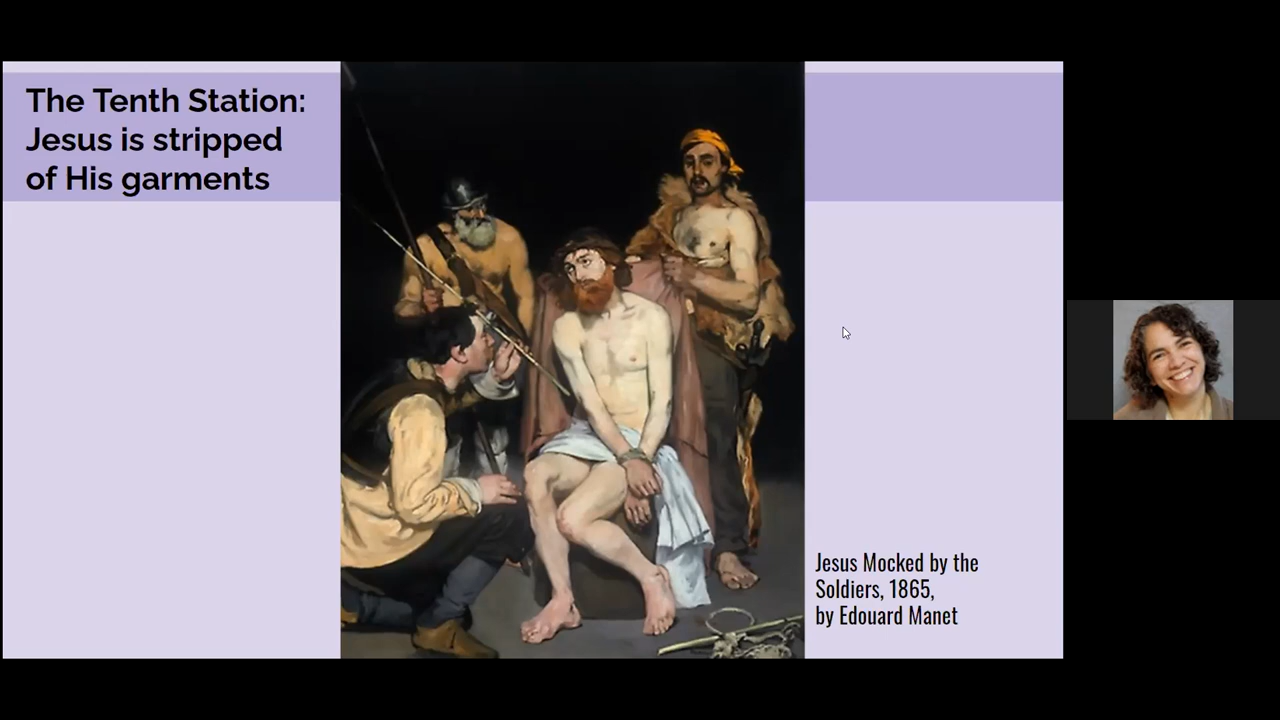 The Tenth Station:
Jesus is stripped
of His garments
Jesus Mocked by the
Soldiers, 1865,
by Edouard Manet